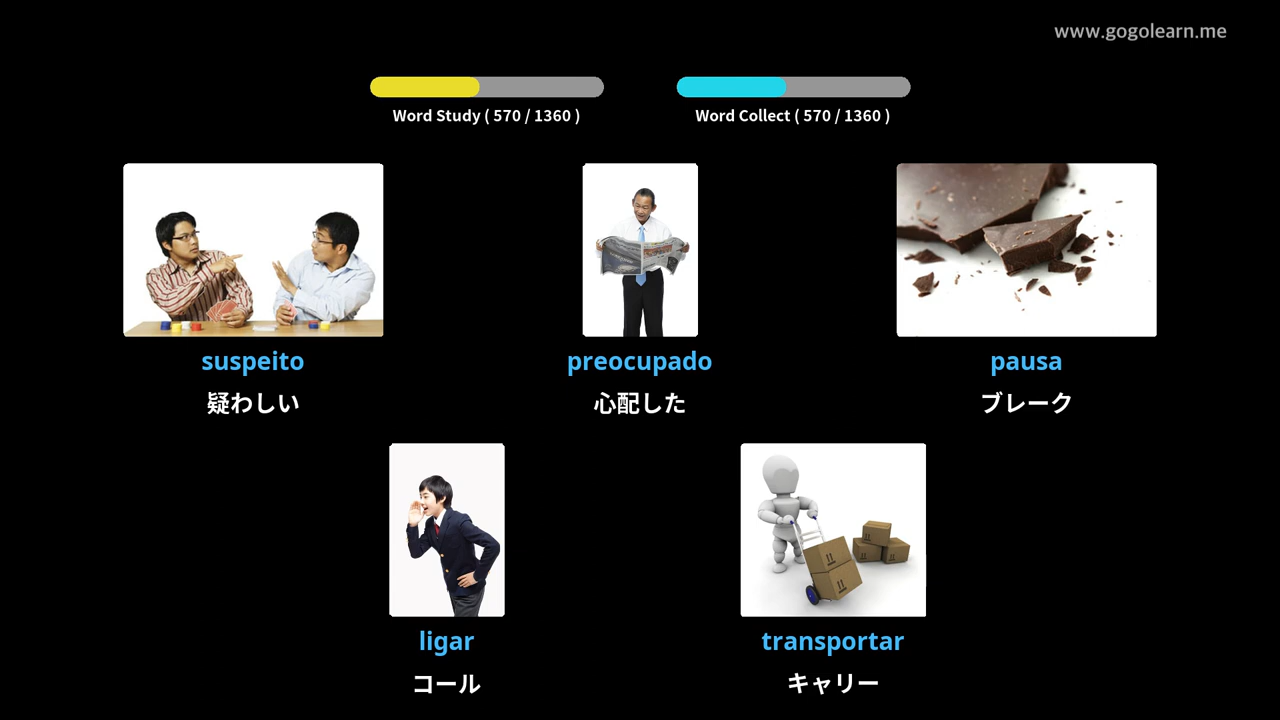 www.gogolearn.me
Word Study ( 570 / 1360 )
Word Collect ( 570 / 1360 )
suspeito
疑わしい
preocupado
心配した
pausa
ブレーク
ligar
コール
transportar
キャリー